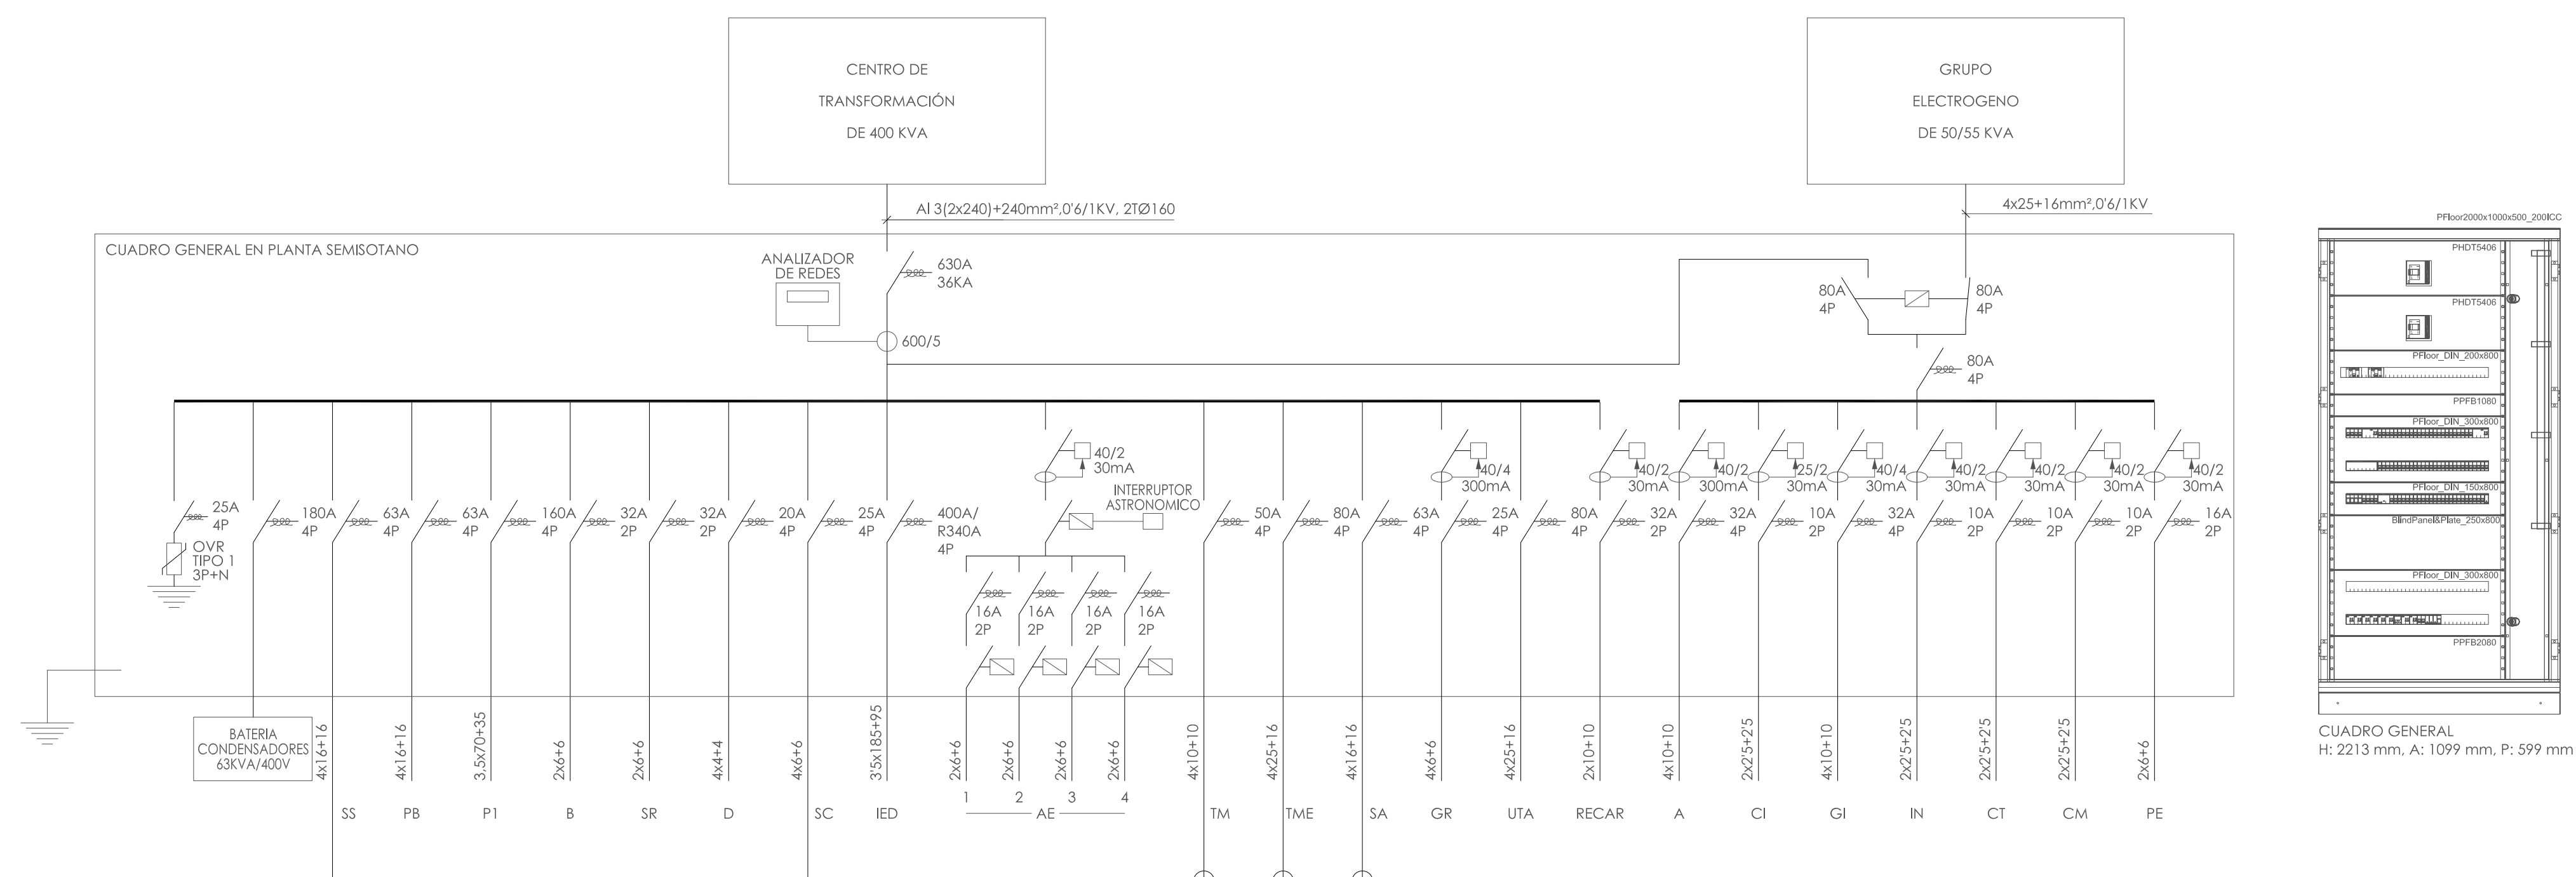 CENTRO DE
TRANSFORMACIÓN
DE 400 KVA
GRUPO
ELECTROGENO
DE 50/55 KVA
Al 3(2x240)+240mm²,0'6/1KV, 2TØ160
4x25+16mm²,0'6/1KV
CUADRO GENERAL EN PLANTA SEMISOTANO
ANALIZADOR
DE REDES
630A
36KA
600/5
80A
4P
80A
4P
80A
4P
25A
4P
OVR
TIPO 1
3P+N
180A
4P
63A
4P
63A
4P
160A
4P
32A
2P
32A
2P
20A
4P
25A
4P
400A/
R340A
4P
40/2
30mA
INTERRUPTOR
ASTRONOMICO
16A
2P
16A
2P
16A
2P
16A
2P
50A
4P
80A
4P
63A
4P
40/4
300mA
25A
4P
80A
4P
40/2
30mA
32A
2P
40/2
300mA
32A
4P
25/2
30mA
10A
2P
40/4
30mA
32A
4P
40/2
30mA
10A
2P
40/2
30mA
10A
2P
40/2
30mA
10A
2P
40/2
30mA
16A
2P
BATERIA
CONDENSADORES
63KVA/400V
4x16+16
4x16+16
3,5x70+35
2x6+6
2x6+6
4x4+4
4x6+6
3'5x185+95
2x6+6
2x6+6
2x6+6
2x6+6
4x10+10
4x25+16
4x16+16
4x6+6
4x25+16
2x10+10
4x10+10
2x2'5+2'5
4x10+10
2x2'5+2'5
2x2'5+2'5
2x2'5+2'5
2x6+6
1 2 3 4
SS PB P1 B SR D SC IED AE TM TME SA GR UTA RECAR A CI GI IN CT CM PE
PFloor2000x1000x500_200ICC
PHDT5406
PHDT5406
PFloor_DIN_200x800
PPFB1080
PFloor_DIN_300x800
PFloor_DIN_150x800
BlindPanel&Plate_250x800
PFloor_DIN_300x800
PPFB2080
CUADRO GENERAL
H: 2213 mm, A: 1099 mm, P: 599 mm